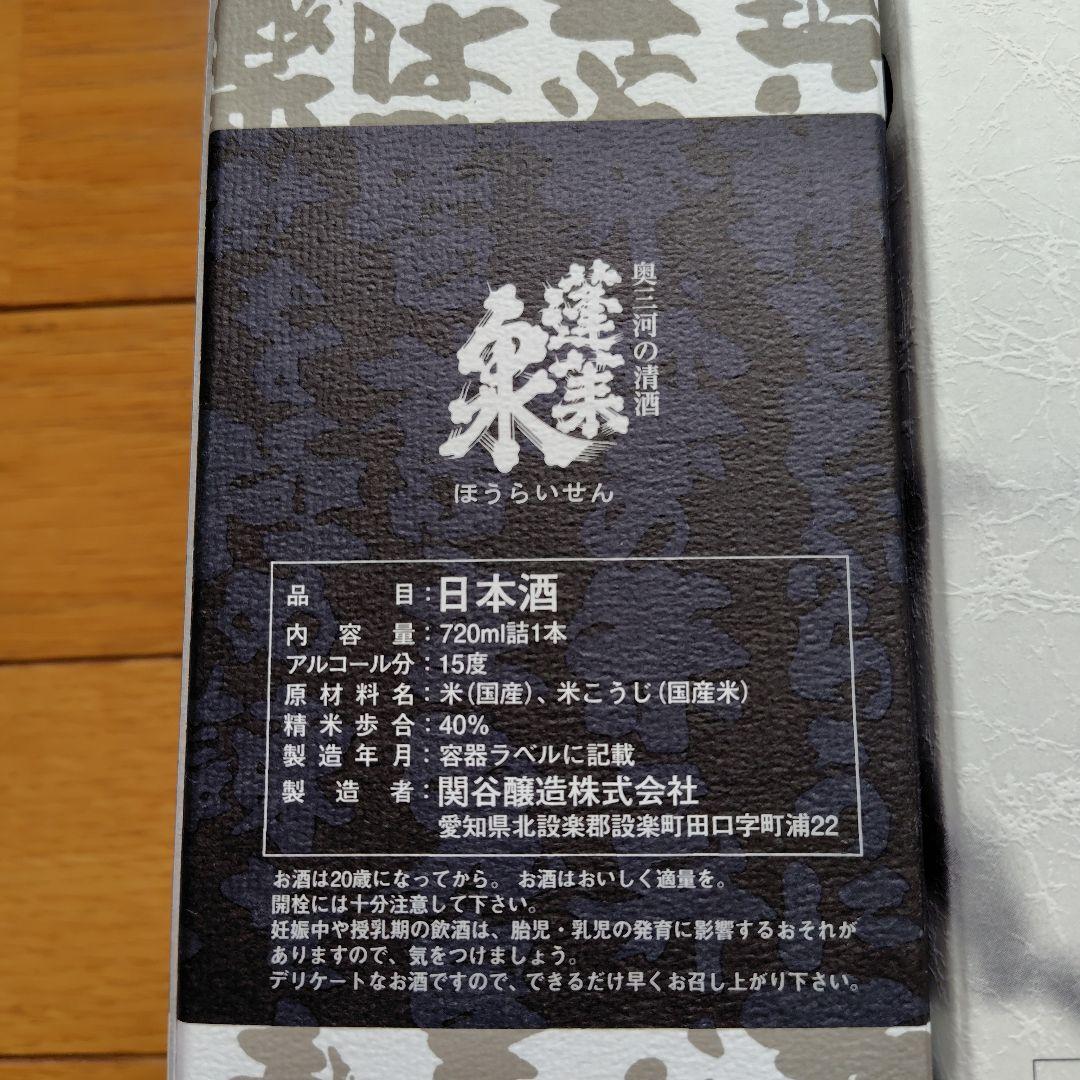 奥三河の清酒
蓬莱泉
ほうらいせん
品目：日本酒
内容量：720ml詰1本
アルコール分：15度
原材料名：米（国産）、米こうじ（国産米）
精米歩合：40%
製造年月：容器ラベルに記載
製造者：関谷醸造株式会社
愛知県北設楽郡設楽町田口字町浦22
お酒は20歳になってから。 お酒はおいしく適量を。
開栓には十分注意して下さい。
妊娠中や授乳期の飲酒は、胎児・乳児の発育に影響するおそれが
ありますので、気をつけましょう。
デリケートなお酒ですので、できるだけ早くお召し上がり下さい。